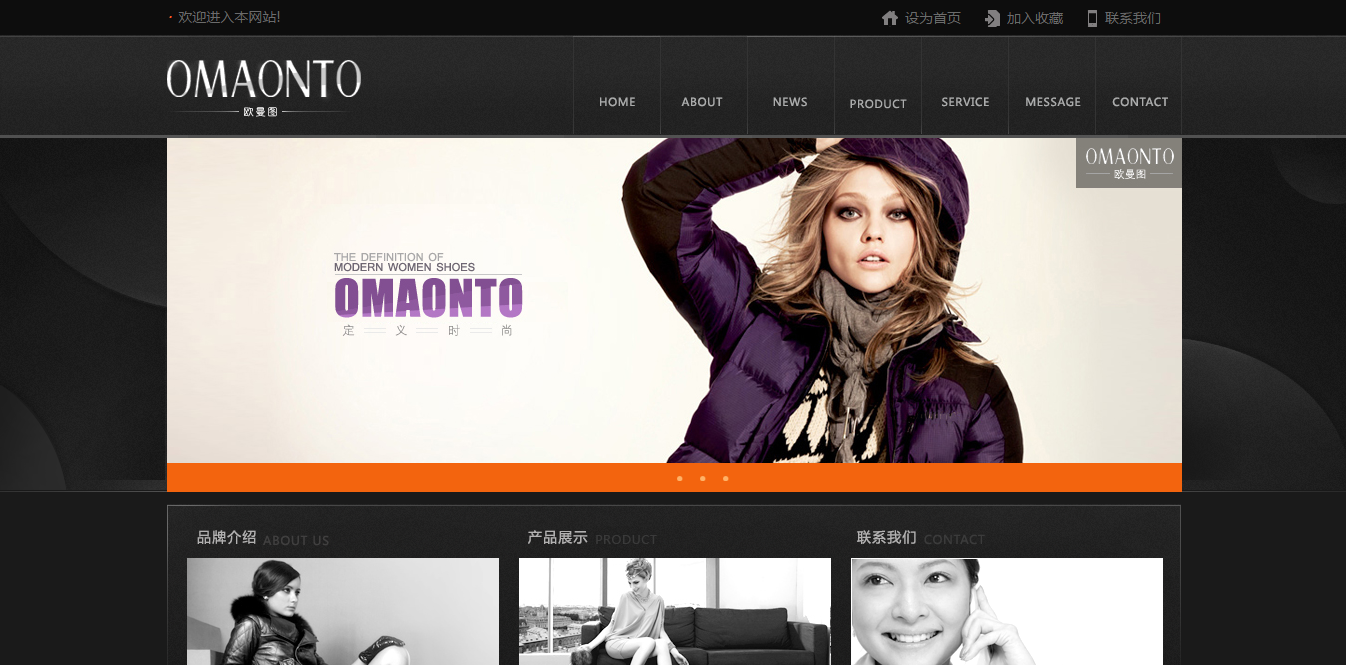 · 欢迎进入本网站!
设为首页 加入收藏 联系我们
OMAONTO
欧曼图
HOME ABOUT NEWS PRODUCT SERVICE MESSAGE CONTACT
OMAONTO
欧曼图
THE DEFINITION OF
MODERN WOMEN SHOES
OMAONTO
定 义 时 尚
品牌介绍 ABOUT US
产品展示 PRODUCT
联系我们 CONTACT